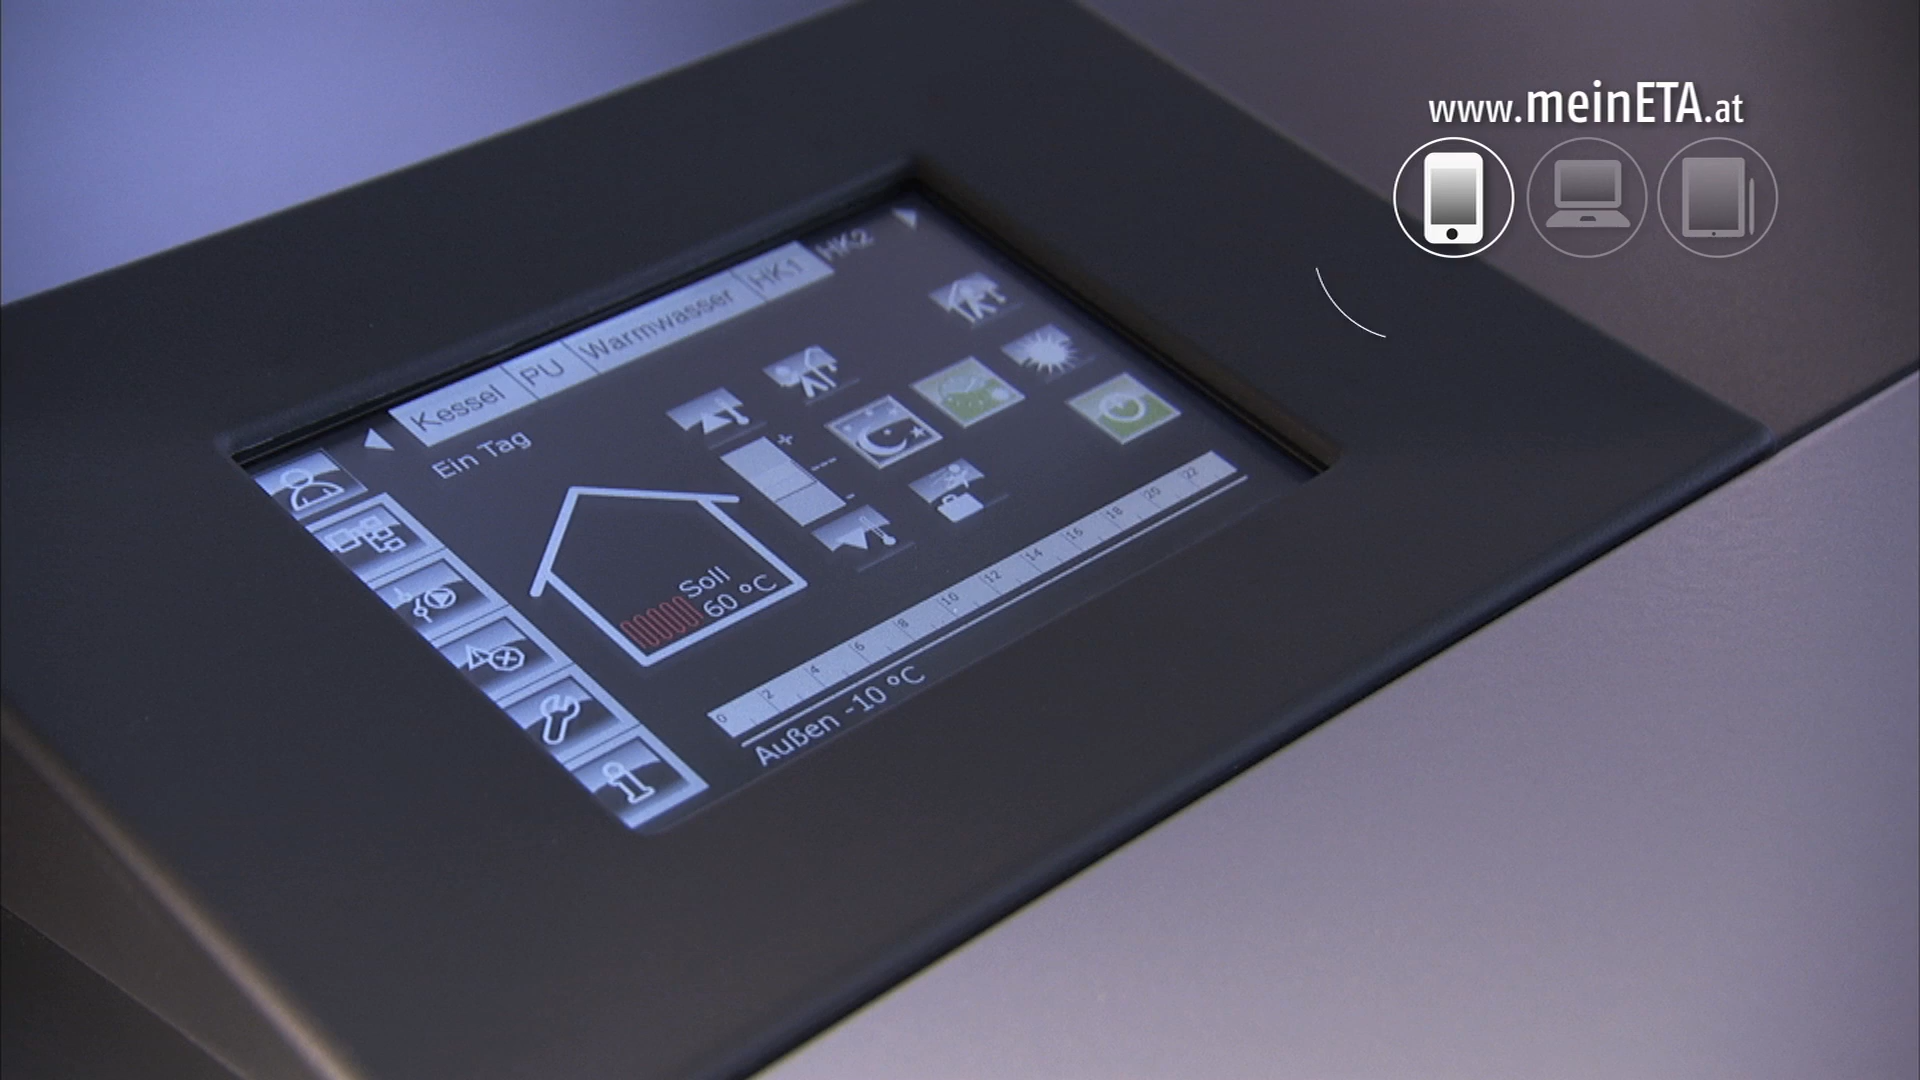 www.meinETA.at
Kessel PU Warmwasser HK1 HK2
Ein Tag
+
---
-
Soll
60 °C
0 2 4 6 8 10 12 14 16 18 20 22
Außen -10 °C